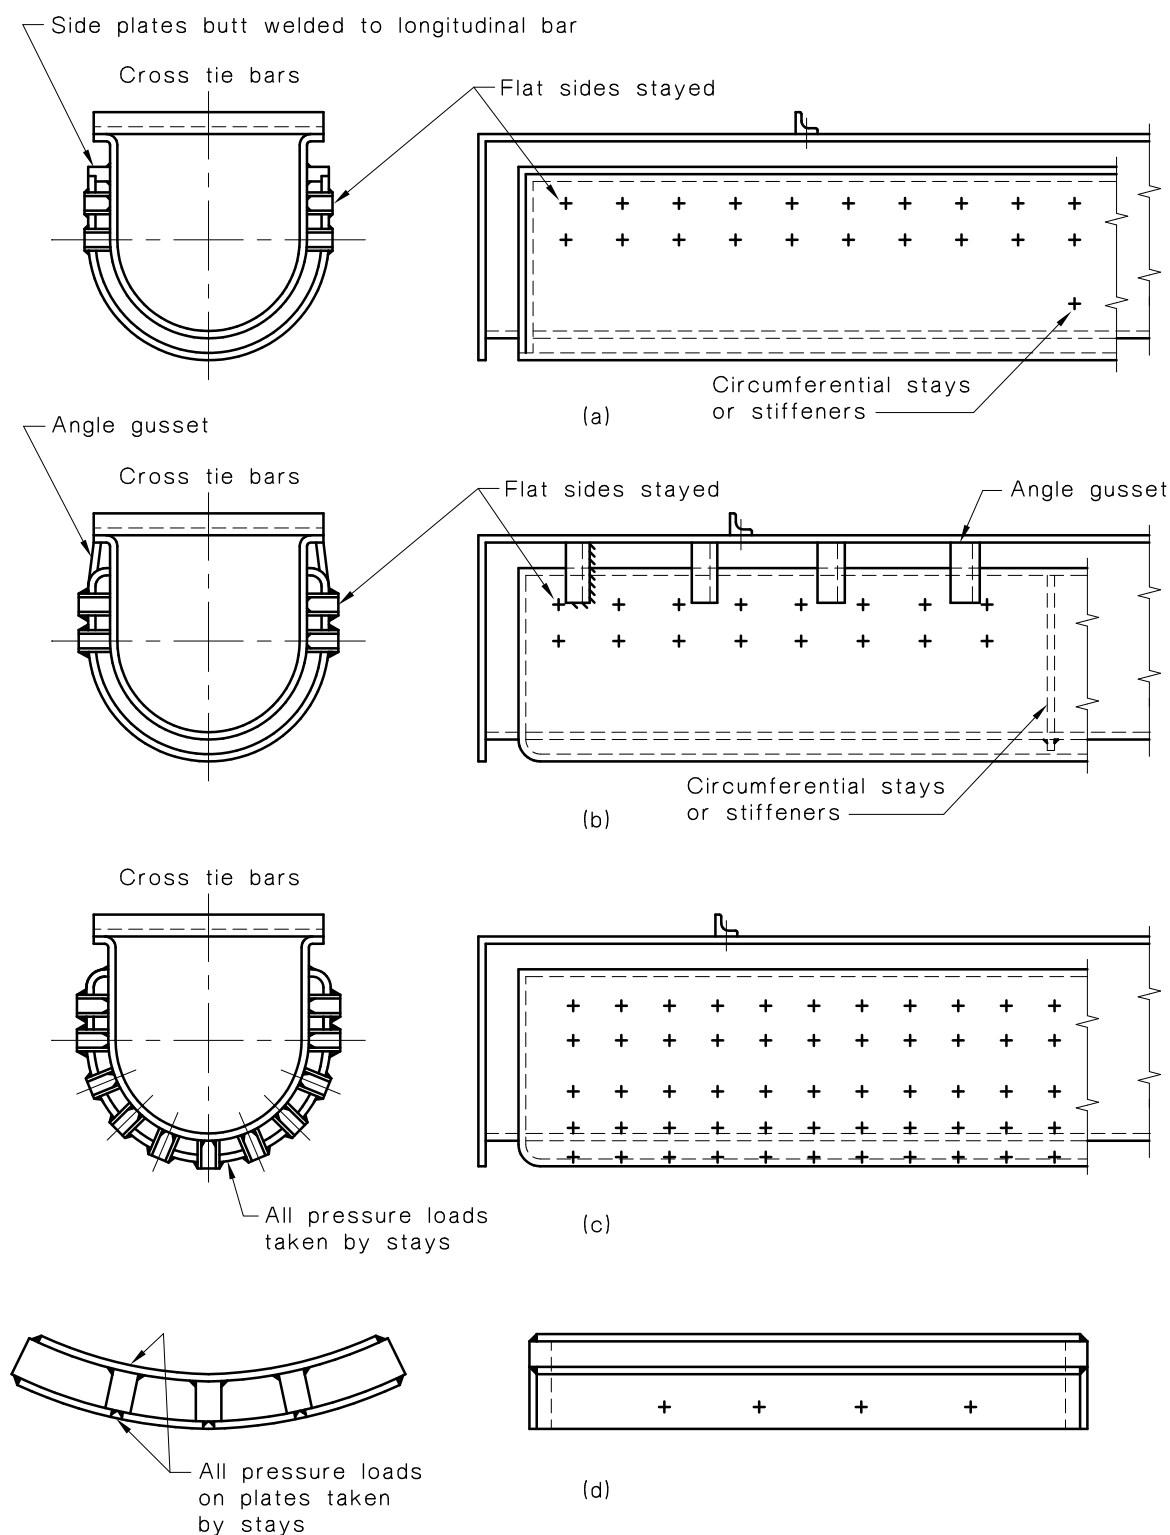 Side plates butt welded to longitudinal bar
Cross tie bars
Flat sides stayed
Circumferential stays
or stiffeners
(a)
Angle gusset
Cross tie bars
Flat sides stayed
Angle gusset
Circumferential stays
or stiffeners
(b)
Cross tie bars
All pressure loads
taken by stays
(c)
All pressure loads
on plates taken
by stays
(d)